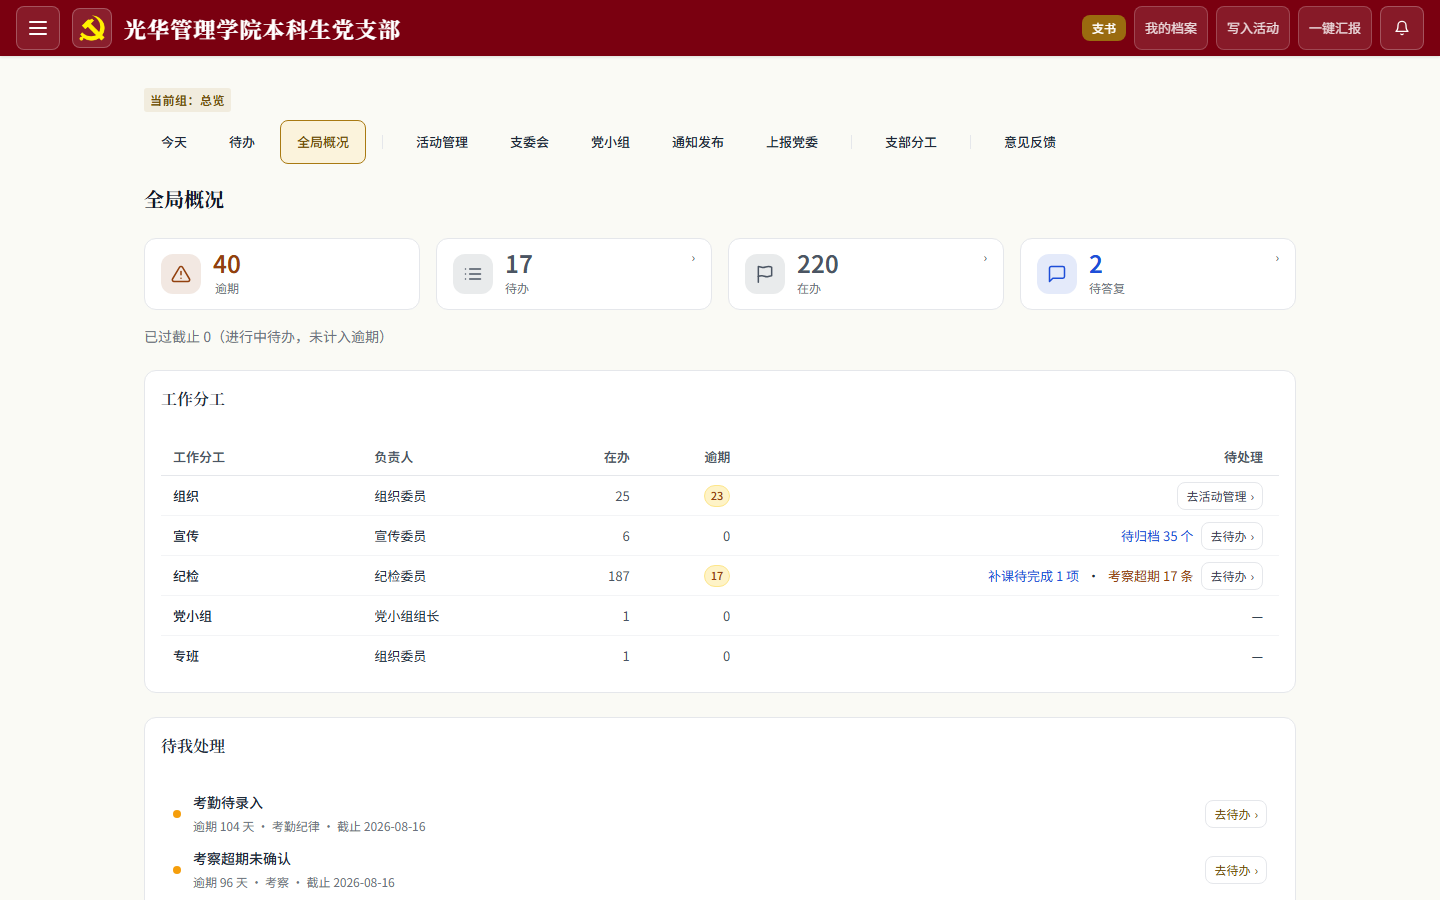 光华管理学院本科生党支部
支书 我的档案 写入活动 一键汇报
当前组：总览
今天 待办 全局概况 活动管理 支委会 党小组 通知发布 上报党委 支部分工 意见反馈
全局概况
40 逾期
17 待办 ›
220 在办 ›
2 待答复 ›
已过截止 0（进行中待办，未计入逾期）
工作分工
工作分工 负责人 在办 逾期 待处理
组织 组织委员 25 23 去活动管理 ›
宣传 宣传委员 6 0 待归档 35 个 去待办 ›
纪检 纪检委员 187 17 补课待完成 1 项 · 考察超期 17 条 去待办 ›
党小组 党小组组长 1 0 —
专班 组织委员 1 0 —
待我处理
考勤待录入
逾期 104 天 · 考勤纪律 · 截止 2026-08-16 去待办 ›
考察超期未确认
逾期 96 天 · 考察 · 截止 2026-08-16 去待办 ›